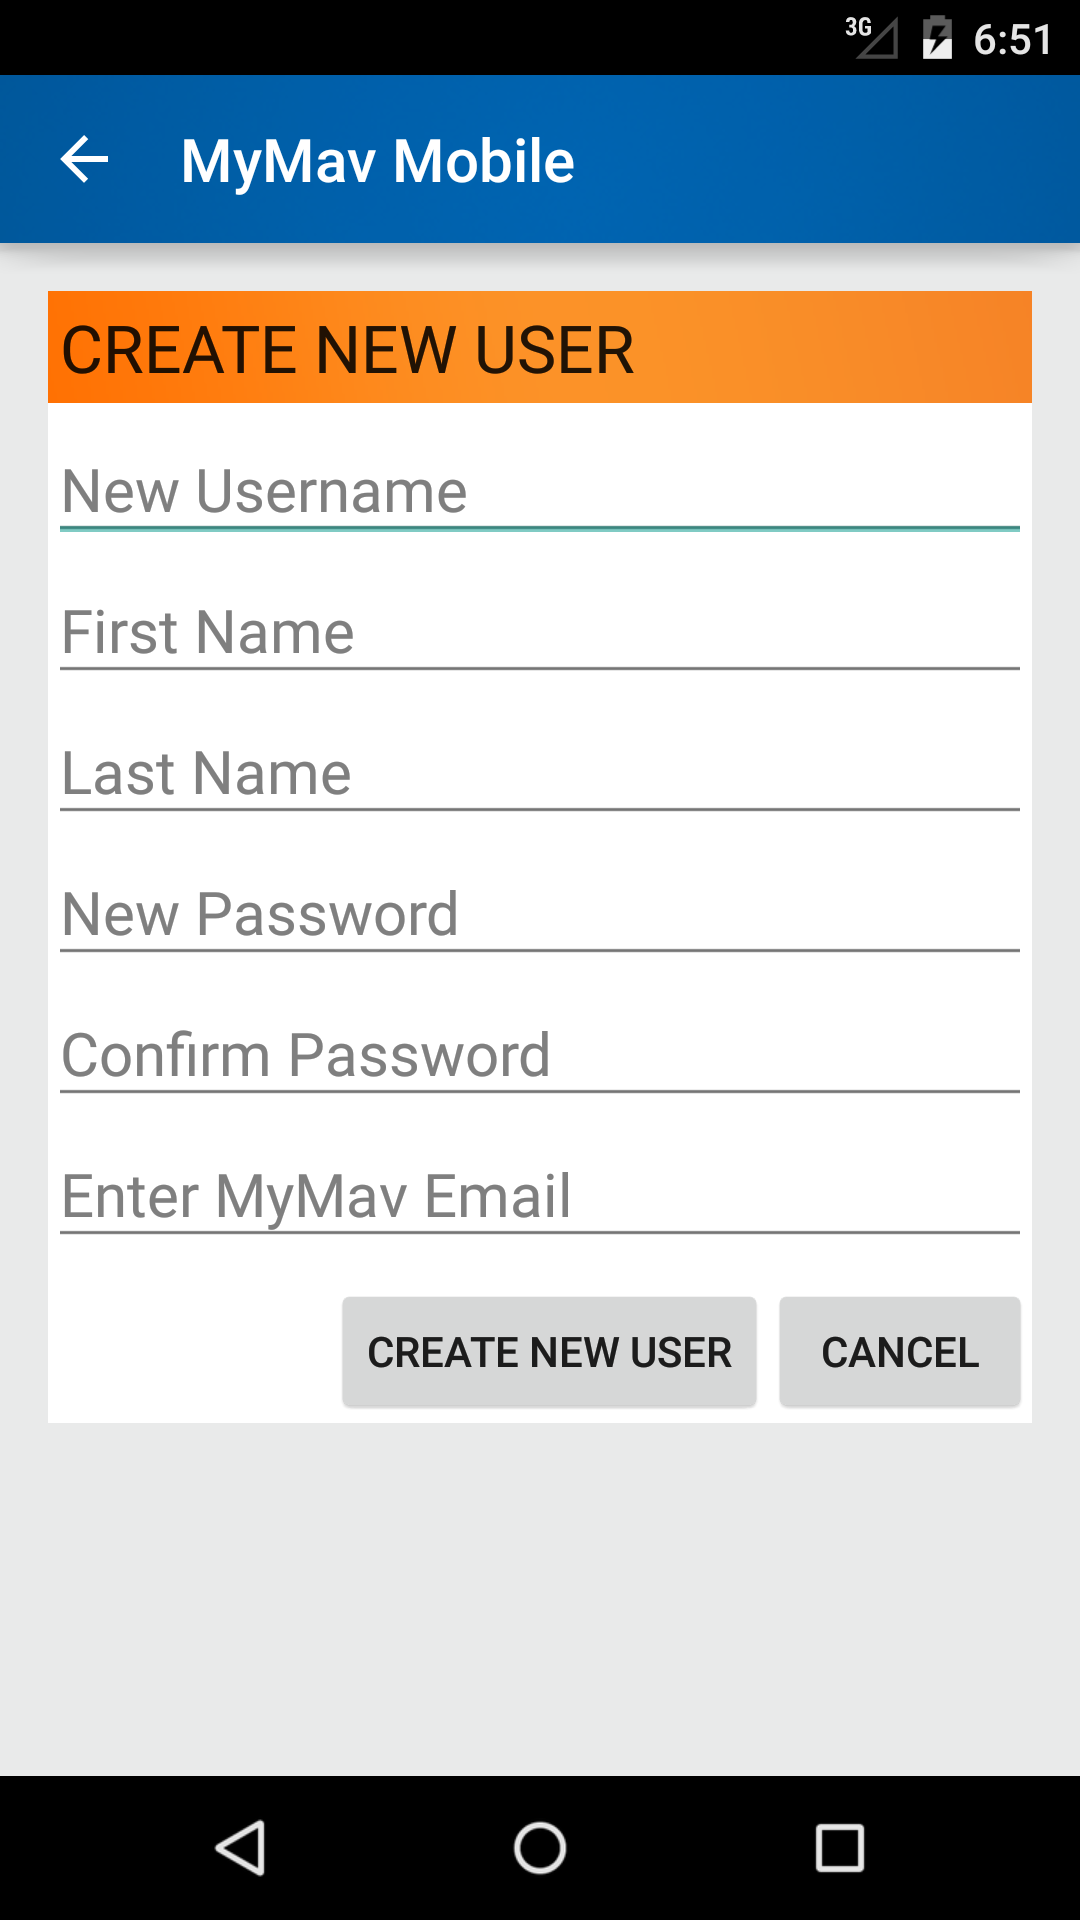 3G 6:51
MyMav Mobile
CREATE NEW USER
New Username
First Name
Last Name
New Password
Confirm Password
Enter MyMav Email
CREATE NEW USER CANCEL